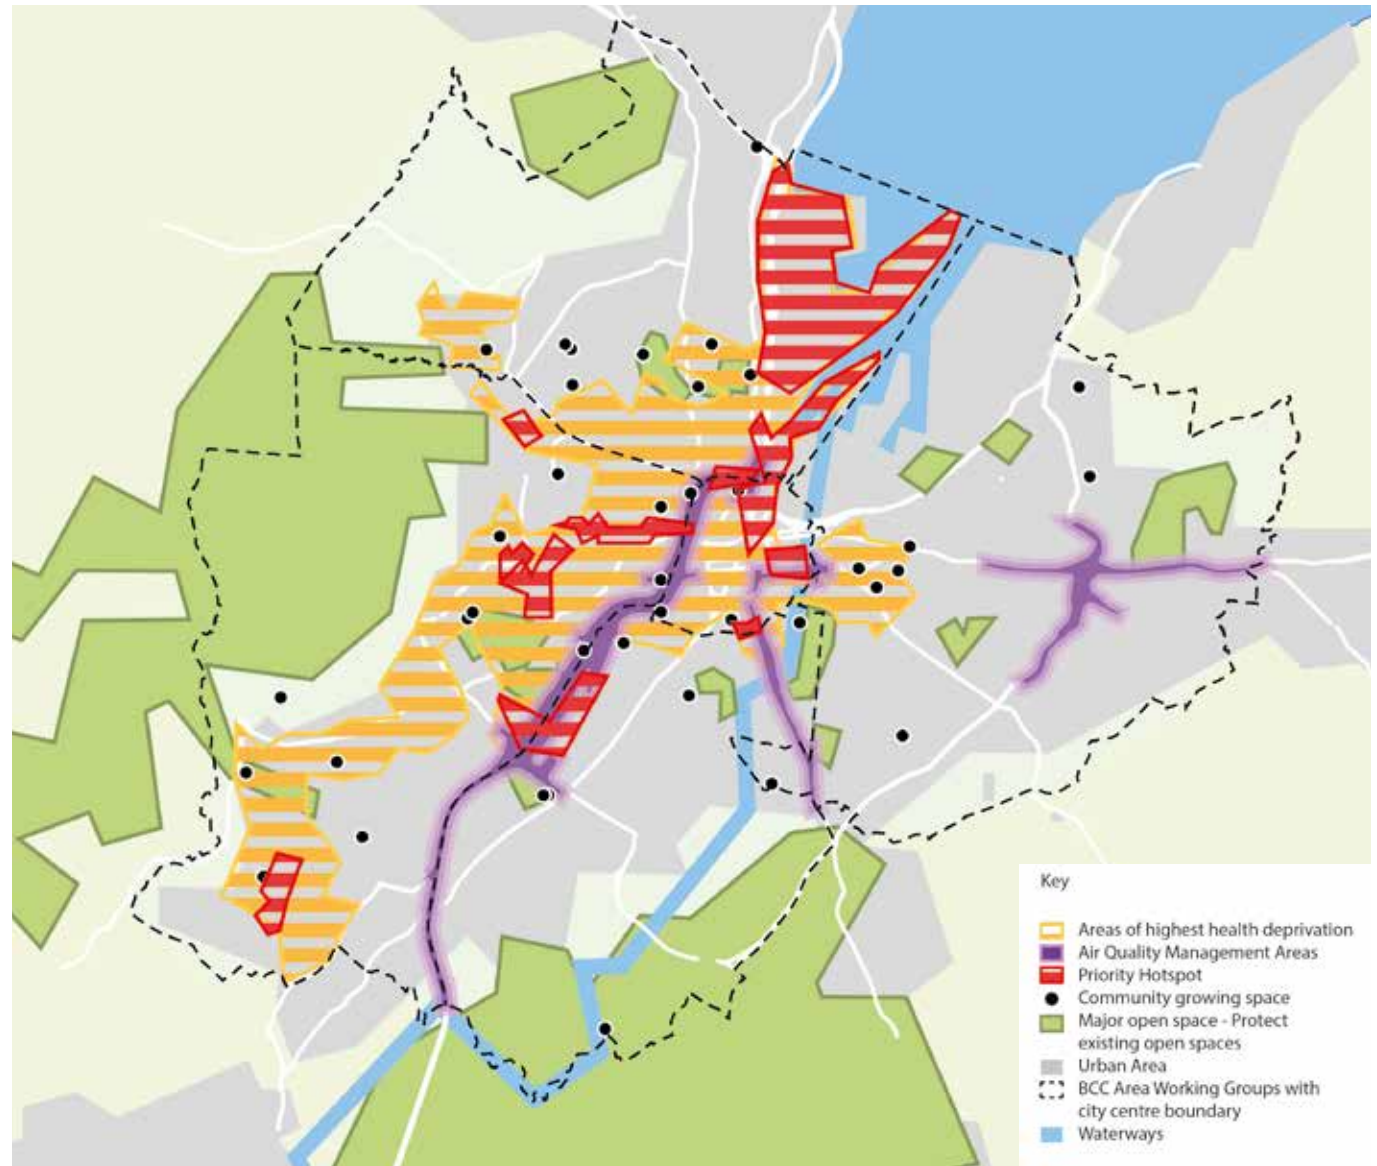 Key
Areas of highest health deprivation
Air Quality Management Areas
Priority Hotspot
Community growing space
Major open space - Protect
existing open spaces
Urban Area
BCC Area Working Groups with
city centre boundary
Waterways